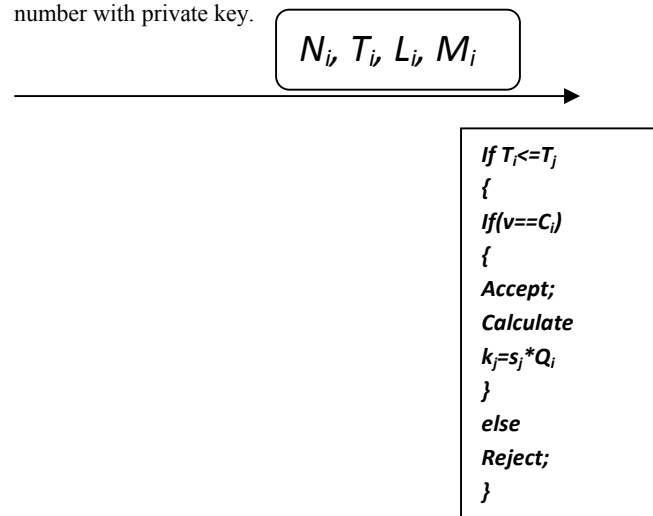 number with private key.
Nᵢ, Tᵢ, Lᵢ, Mᵢ
If Tᵢ<=Tⱼ
{
If(v==Cᵢ)
{
Accept;
Calculate
kⱼ=sⱼ*Qᵢ
}
else
Reject;
}